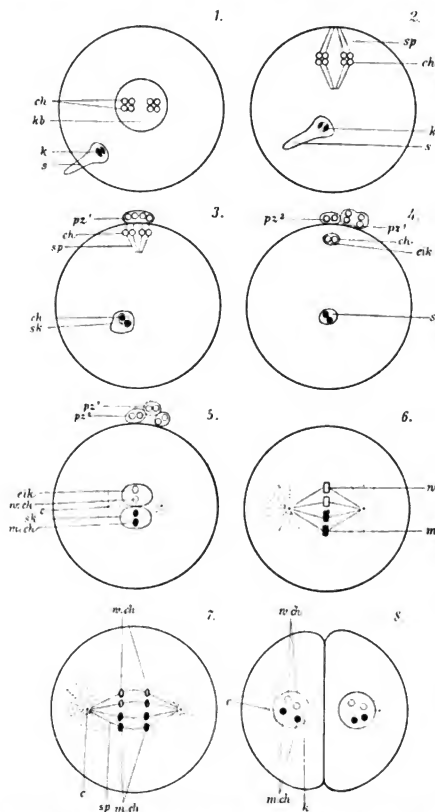 1.
ch
kb
k
s
2.
sp
ch
k
s
3.
pz¹
ch
sp
ch
sk
4.
pz²
pz¹
ch
eik
s
5.
pz¹
pz²
eik
w.ch
c
sk
m.ch
6.
w
m
7.
w.ch
c
sp
m.ch
8.
w.ch
c
m.ch
k